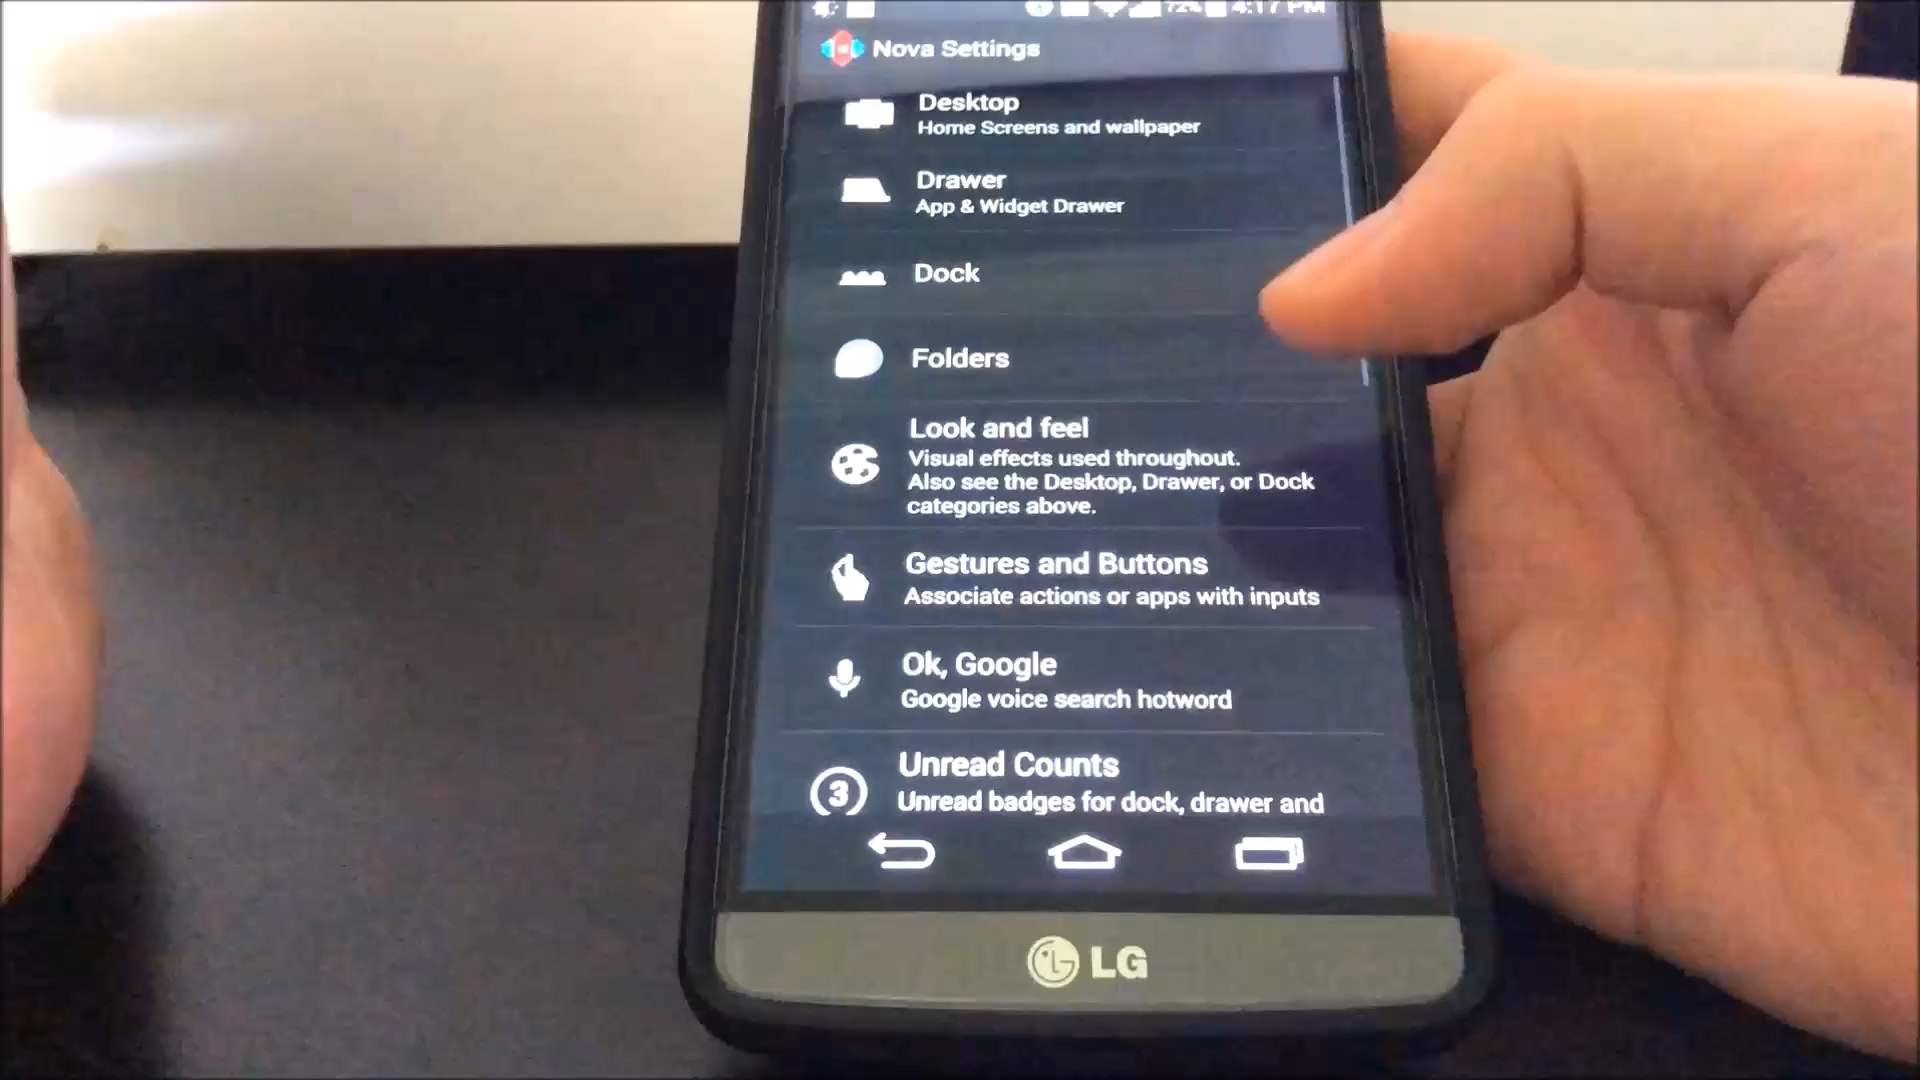 72% 4:17 PM
Nova Settings
Desktop
Home Screens and wallpaper
Drawer
App & Widget Drawer
Dock
Folders
Look and feel
Visual effects used throughout.
Also see the Desktop, Drawer, or Dock
categories above.
Gestures and Buttons
Associate actions or apps with inputs
Ok, Google
Google voice search hotword
Unread Counts
3
Unread badges for dock, drawer and
LG